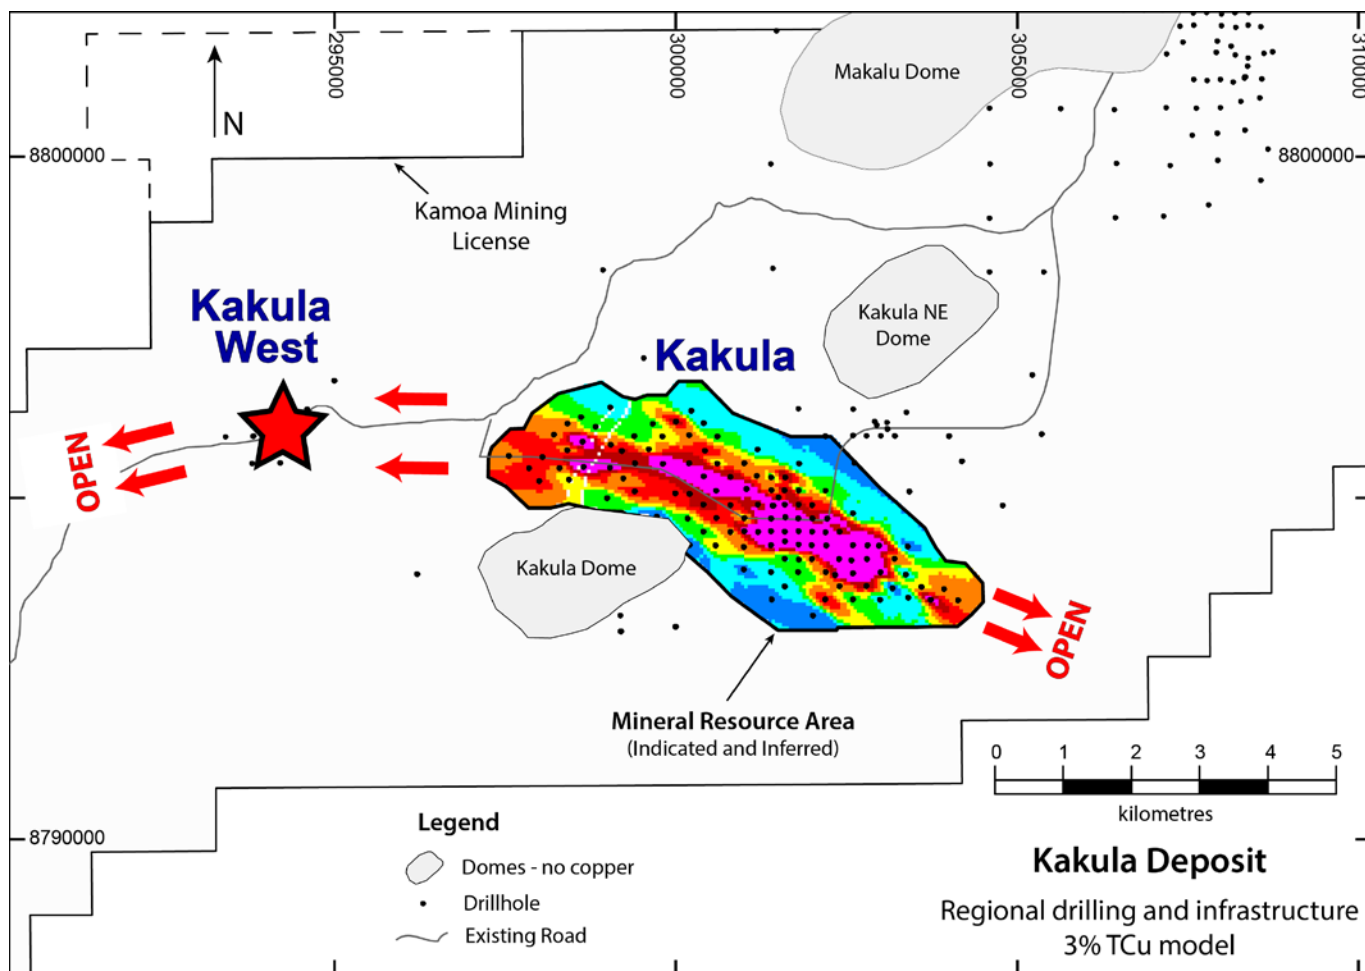 295000
300000
305000
310000
Makalu Dome
N
8800000
8800000
Kamoa Mining
License
Kakula
West
Kakula NE
Dome
Kakula
OPEN
Kakula Dome
OPEN
Mineral Resource Area
(Indicated and Inferred)
0 1 2 3 4 5
kilometres
8790000
Legend
Domes - no copper
Drillhole
Existing Road
Kakula Deposit
Regional drilling and infrastructure
3% TCu model